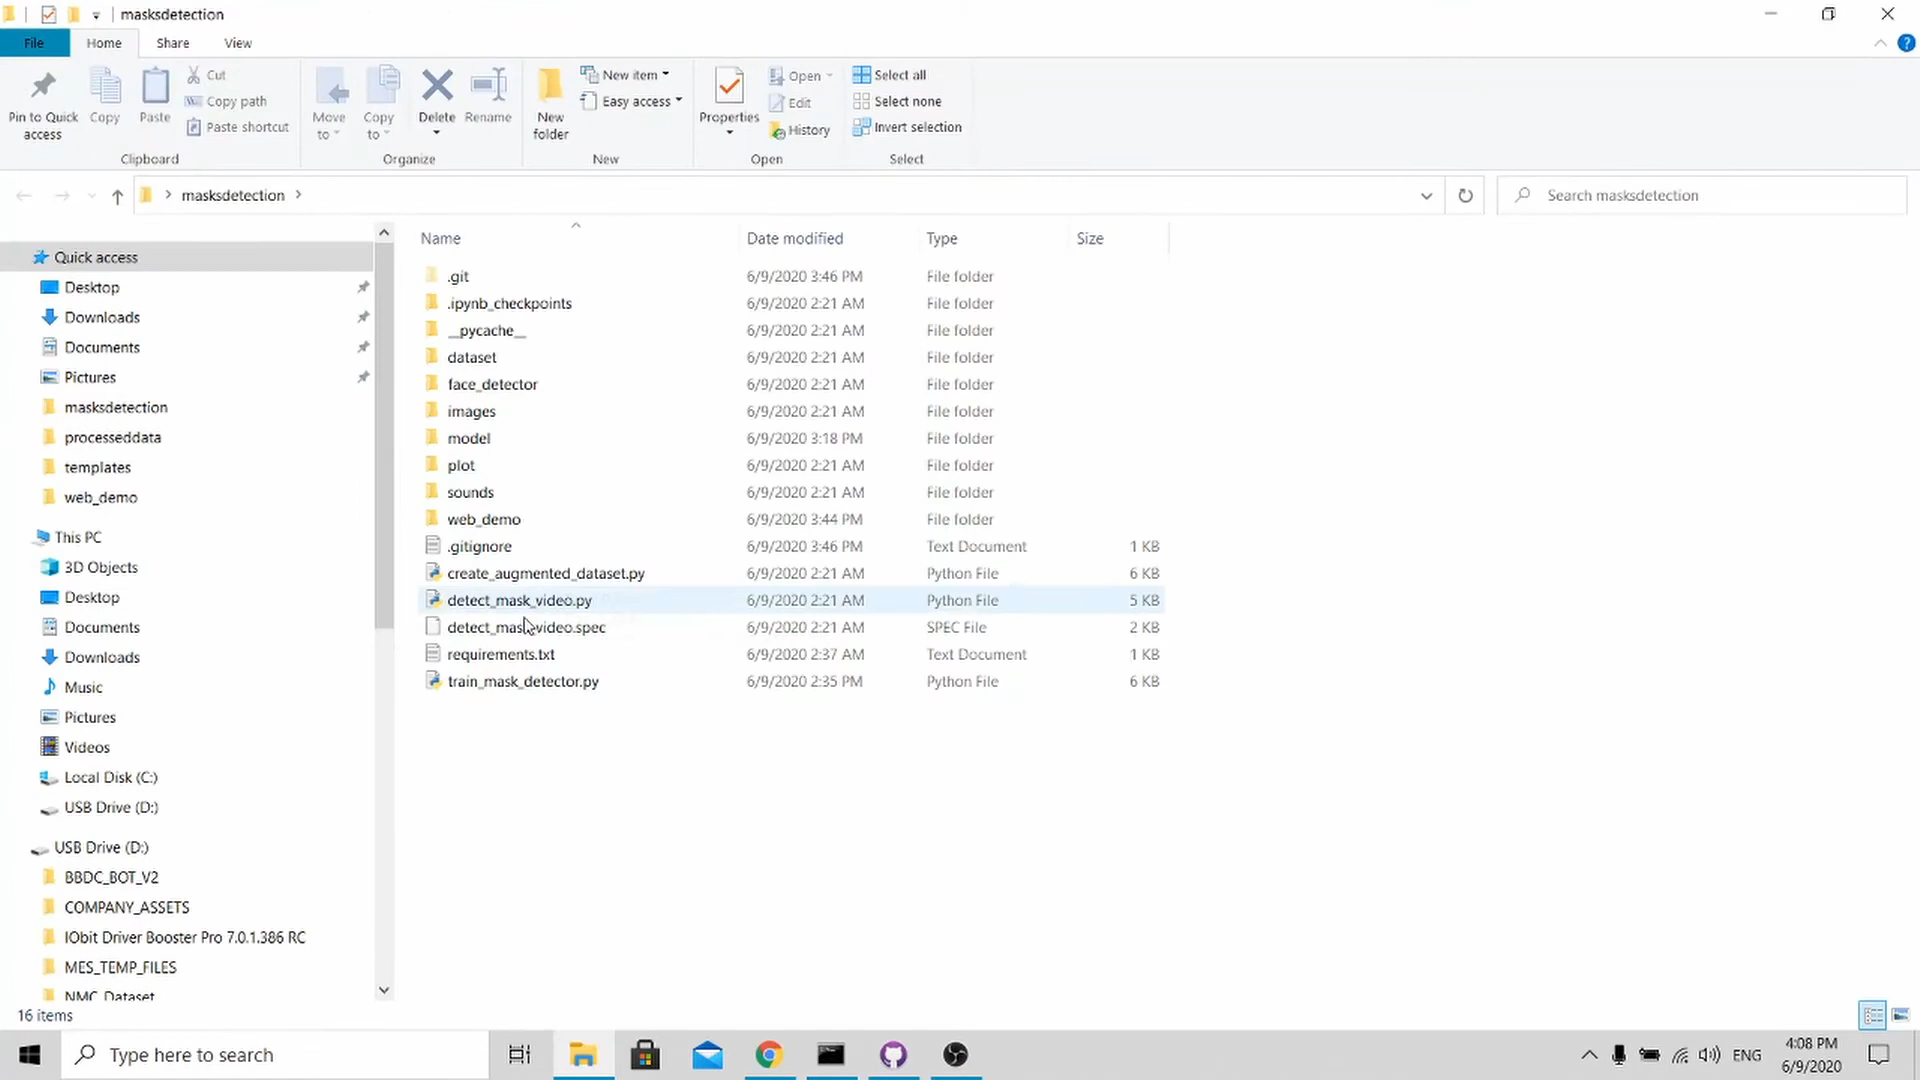 masksdetection
File Home Share View
Pin to Quick access
Copy
Paste
Cut
Copy path
Paste shortcut
Move to
Copy to
Delete
Rename
New folder
New item
Easy access
Properties
Open
Edit
History
Select all
Select none
Invert selection
Clipboard Organize New Open Select
masksdetection
Search masksdetection
Name Date modified Type Size
Quick access
Desktop
Downloads
Documents
Pictures
masksdetection
processeddata
templates
web_demo
This PC
3D Objects
Desktop
Documents
Downloads
Music
Pictures
Videos
Local Disk (C:)
USB Drive (D:)
USB Drive (D:)
BBDC_BOT_V2
COMPANY_ASSETS
IObit Driver Booster Pro 7.0.1.386 RC
MES_TEMP_FILES
NMC_Dataset
.git 6/9/2020 3:46 PM File folder
.ipynb_checkpoints 6/9/2020 2:21 AM File folder
__pycache__ 6/9/2020 2:21 AM File folder
dataset 6/9/2020 2:21 AM File folder
face_detector 6/9/2020 2:21 AM File folder
images 6/9/2020 2:21 AM File folder
model 6/9/2020 3:18 PM File folder
plot 6/9/2020 2:21 AM File folder
sounds 6/9/2020 2:21 AM File folder
web_demo 6/9/2020 3:44 PM File folder
.gitignore 6/9/2020 3:46 PM Text Document 1 KB
create_augmented_dataset.py 6/9/2020 2:21 AM Python File 6 KB
detect_mask_video.py 6/9/2020 2:21 AM Python File 5 KB
detect_mask_video.spec 6/9/2020 2:21 AM SPEC File 2 KB
requirements.txt 6/9/2020 2:37 AM Text Document 1 KB
train_mask_detector.py 6/9/2020 2:35 PM Python File 6 KB
16 items
Type here to search
ENG
4:08 PM
6/9/2020